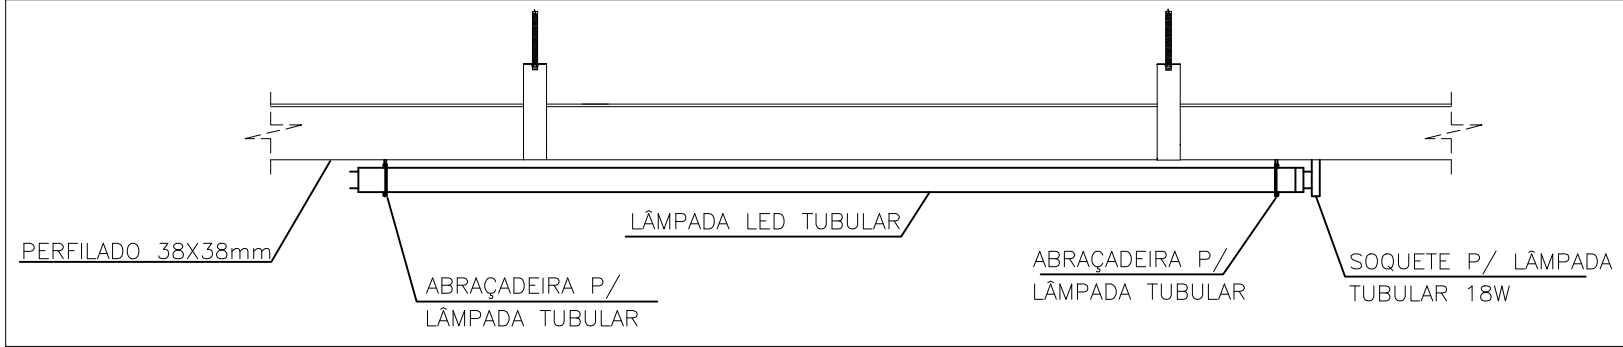 LÂMPADA LED TUBULAR
PERFILADO 38X38mm
ABRAÇADEIRA P/
LÂMPADA TUBULAR
ABRAÇADEIRA P/
LÂMPADA TUBULAR
SOQUETE P/ LÂMPADA
TUBULAR 18W